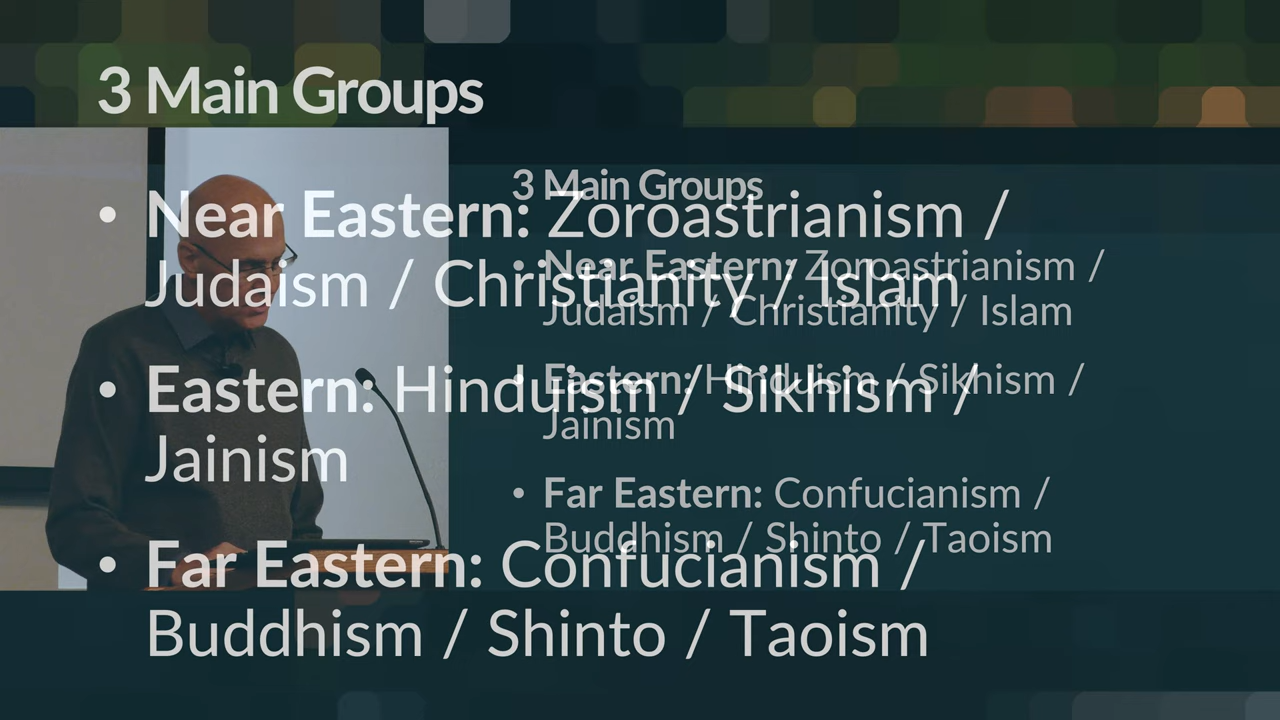 3 Main Groups
• Near Eastern: Zoroastrianism /
Judaism / Christianity / Islam
• Eastern: Hinduism / Sikhism /
Jainism
• Far Eastern: Confucianism /
Buddhism / Shinto / Taoism
3 Main Groups
• Near Eastern: Zoroastrianism /
Judaism / Christianity / Islam
• Eastern: Hinduism / Sikhism /
Jainism
• Far Eastern: Confucianism /
Buddhism / Shinto / Taoism